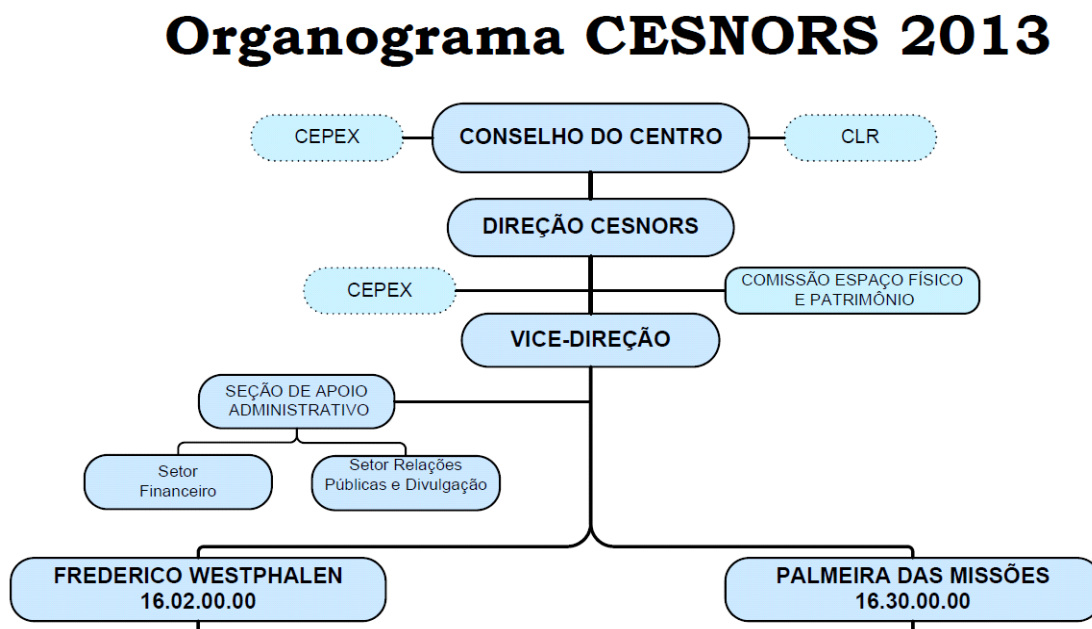 Organograma CESNORS 2013
CEPEX
CONSELHO DO CENTRO
CLR
DIREÇÃO CESNORS
CEPEX
COMISSÃO ESPAÇO FÍSICO
E PATRIMÔNIO
VICE-DIREÇÃO
SEÇÃO DE APOIO
ADMINISTRATIVO
Setor
Financeiro
Setor Relações
Públicas e Divulgação
FREDERICO WESTPHALEN
16.02.00.00
PALMEIRA DAS MISSÕES
16.30.00.00